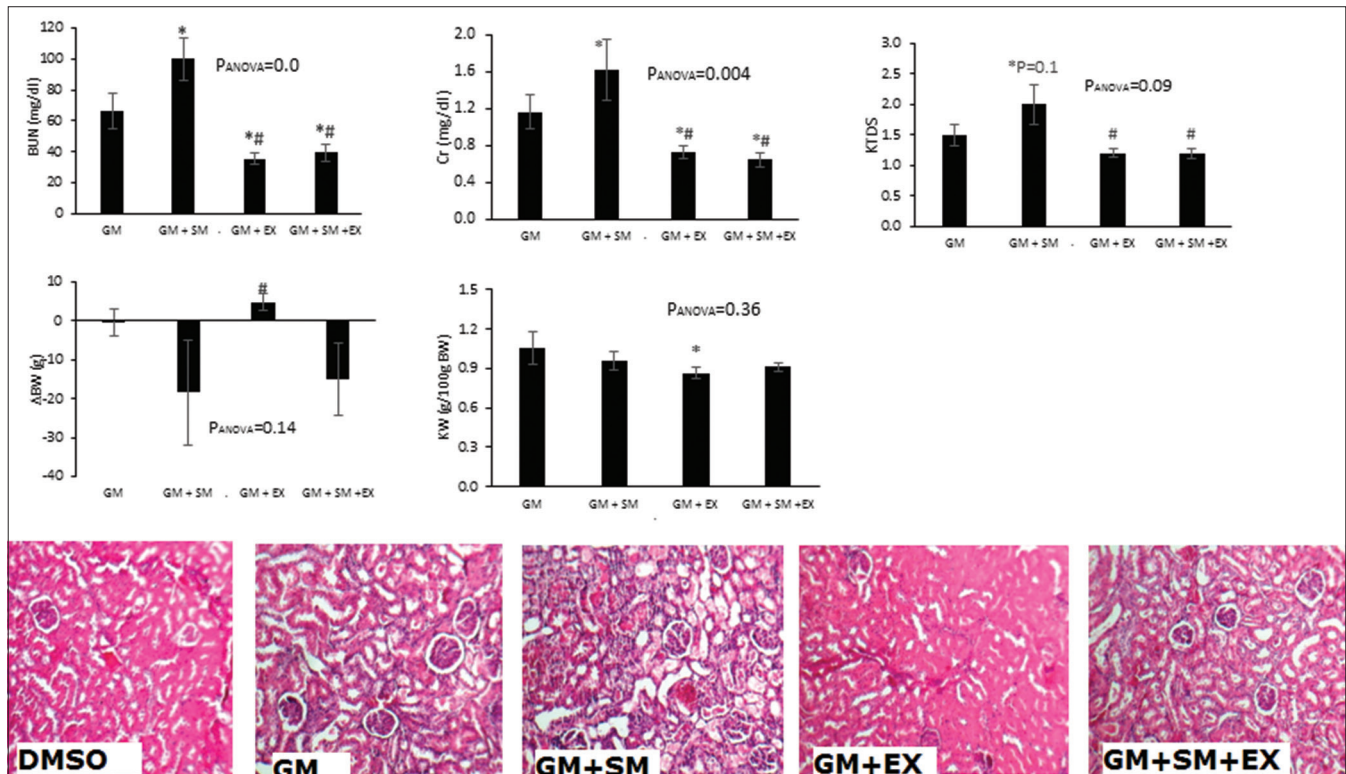 BUN (mg/dl)
120
100
80
60
40
20
0
*
PANOVA=0.0
*#
*#
GM
GM + SM
.
GM + EX
GM + SM +EX
Cr (mg/dl)
2.0
1.6
1.2
0.8
0.4
0.0
*
PANOVA=0.004
*#
*#
GM
GM + SM
.
GM + EX
GM + SM +EX
KTDS
3.0
2.5
2.0
1.5
1.0
0.5
0.0
*P=0.1
PANOVA=0.09
#
#
GM
GM + SM
.
GM + EX
GM + SM +EX
ΔBW (g)
10
0
-10
-20
-30
-40
#
PANOVA=0.14
GM
GM + SM
.
GM + EX
GM + SM +EX
KW (g/100g BW)
1.5
1.2
0.9
0.6
0.3
0.0
PANOVA=0.36
*
GM
GM + SM
.
GM + EX
GM + SM +EX
DMSO
GM
GM+SM
GM+EX
GM+SM+EX